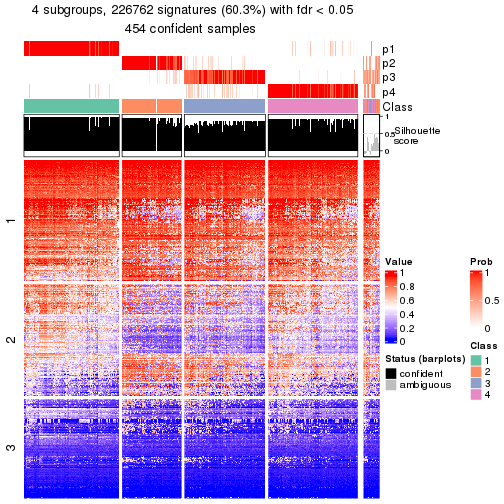 4 subgroups, 226762 signatures (60.3%) with fdr < 0.05
454 confident samples
p1
p2
p3
p4
Class
1
0.5
0
Silhouette
score
1
2
3
Value
1
0.8
0.6
0.4
0.2
0
Status (barplots)
confident
ambiguous
Prob
1
0.5
0
Class
1
2
3
4